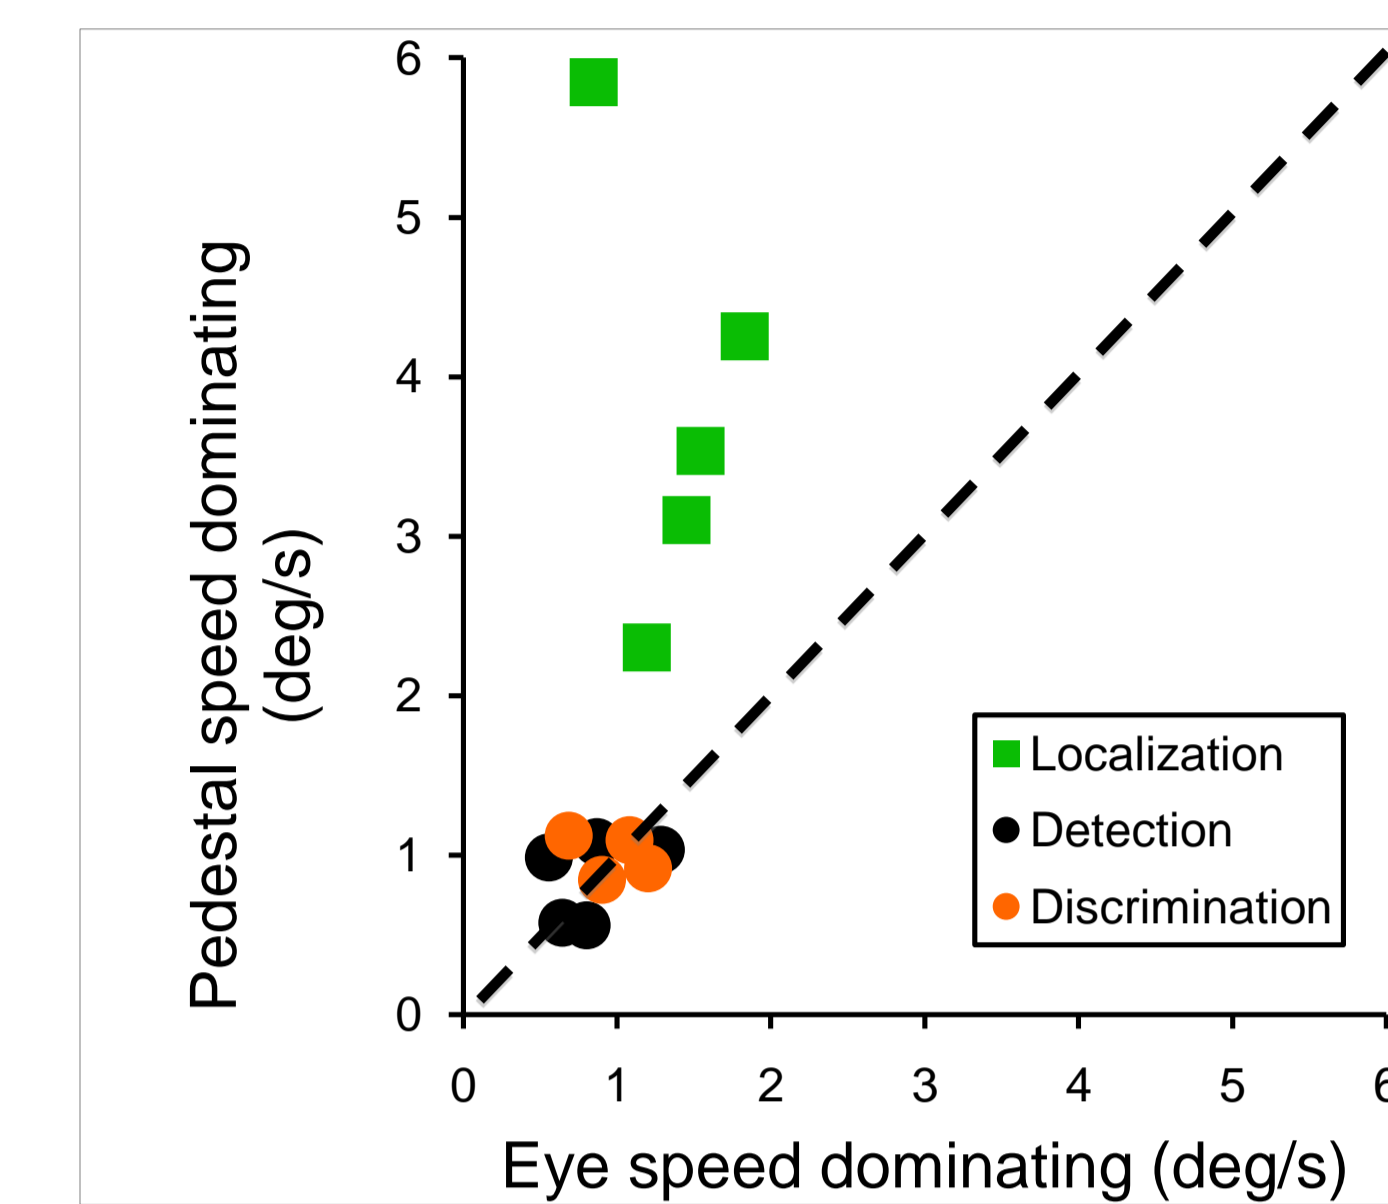 6
5
4
3
2
1
0
Pedestal speed dominating
(deg/s)
Localization
Detection
Discrimination
0 1 2 3 4 5 6
Eye speed dominating (deg/s)